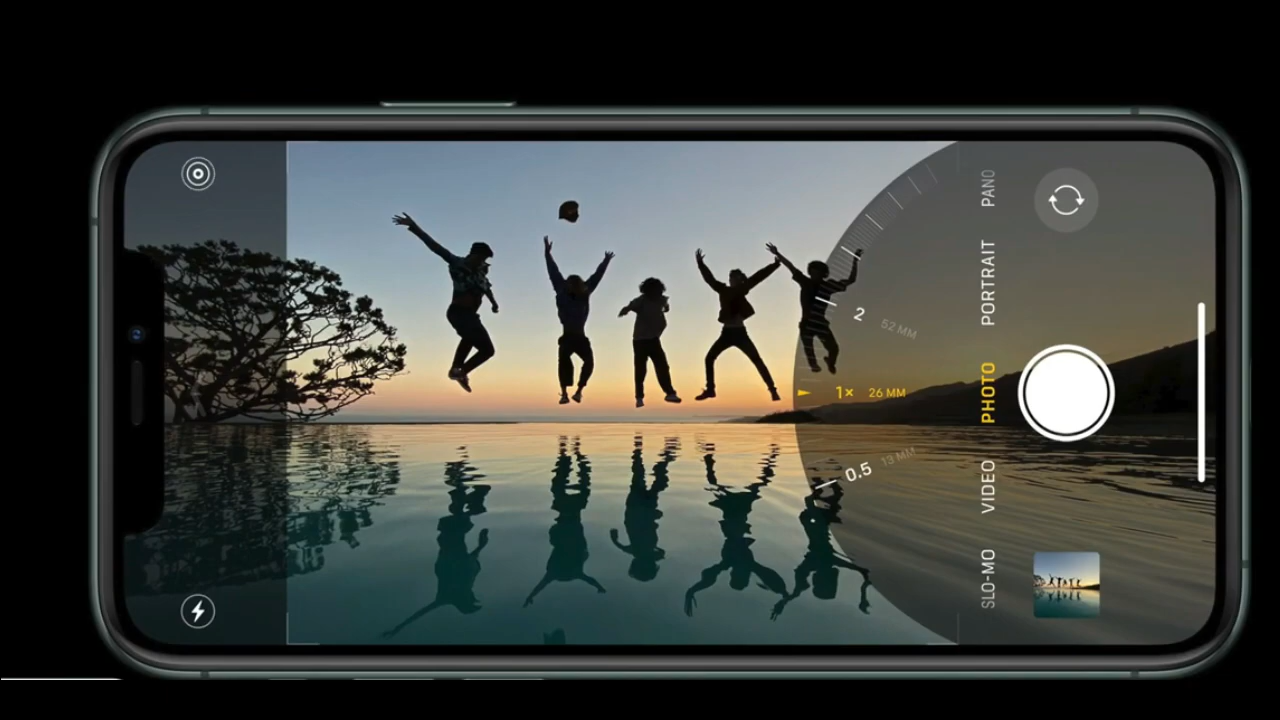 PANO
PORTRAIT
PHOTO
VIDEO
SLO-MO
2 52 MM
1× 26 MM
0.5 13 MM